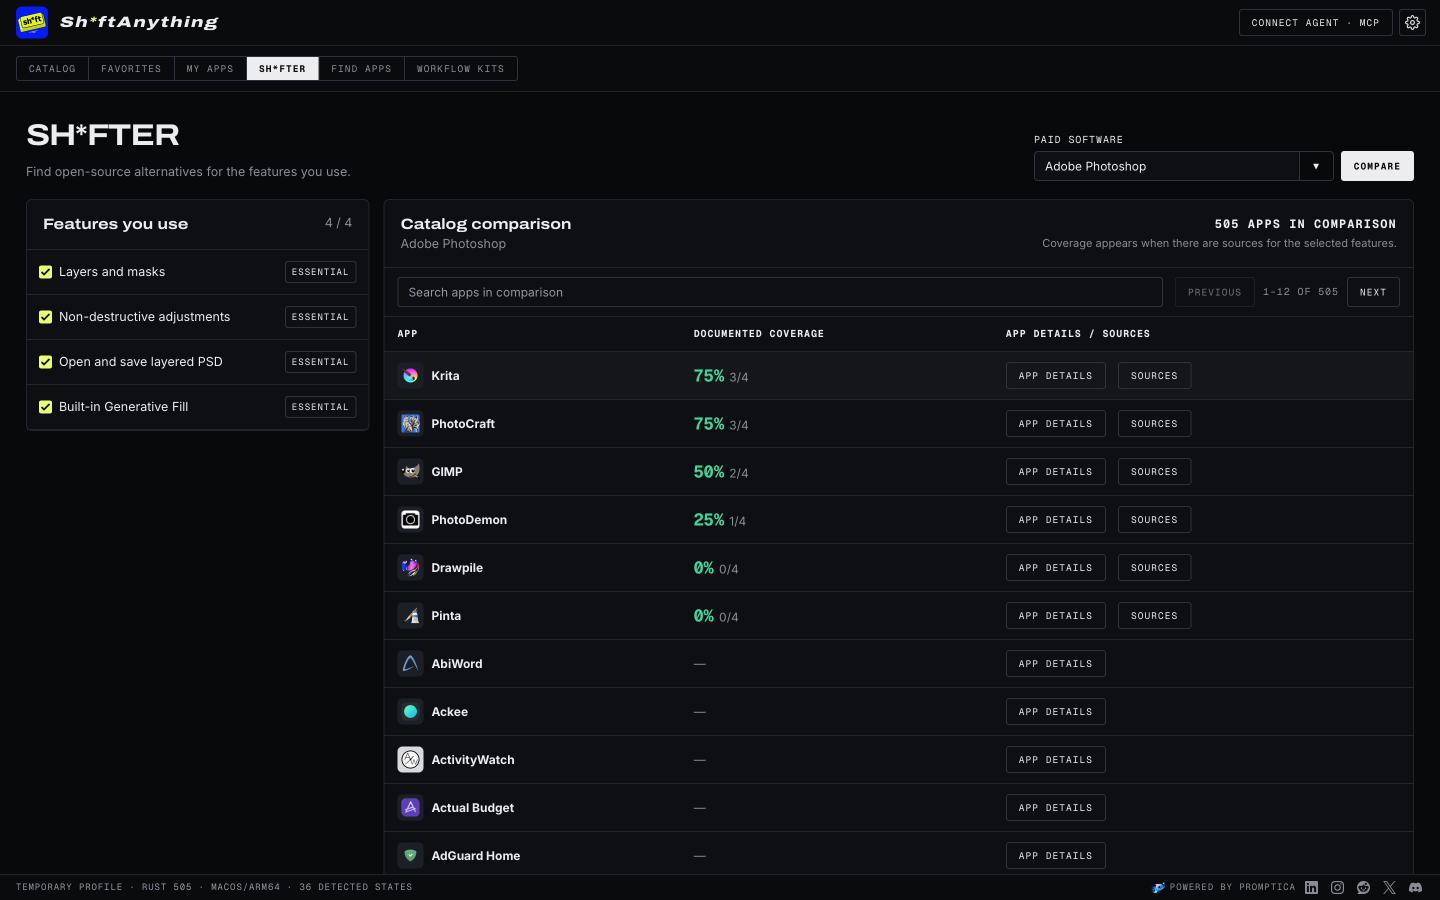 sh*ft
Sh*ftAnything
CONNECT AGENT · MCP
CATALOG
FAVORITES
MY APPS
SH*FTER
FIND APPS
WORKFLOW KITS
SH*FTER
Find open-source alternatives for the features you use.
PAID SOFTWARE
Adobe Photoshop
COMPARE
Features you use
4 / 4
Layers and masks
ESSENTIAL
Non-destructive adjustments
ESSENTIAL
Open and save layered PSD
ESSENTIAL
Built-in Generative Fill
ESSENTIAL
Catalog comparison
Adobe Photoshop
505 APPS IN COMPARISON
Coverage appears when there are sources for the selected features.
Search apps in comparison
PREVIOUS
1–12 OF 505
NEXT
APP
DOCUMENTED COVERAGE
APP DETAILS / SOURCES
Krita
75% 3/4
APP DETAILS
SOURCES
PhotoCraft
75% 3/4
APP DETAILS
SOURCES
GIMP
50% 2/4
APP DETAILS
SOURCES
PhotoDemon
25% 1/4
APP DETAILS
SOURCES
Drawpile
0% 0/4
APP DETAILS
SOURCES
Pinta
0% 0/4
APP DETAILS
SOURCES
AbiWord
—
APP DETAILS
Ackee
—
APP DETAILS
ActivityWatch
—
APP DETAILS
Actual Budget
—
APP DETAILS
AdGuard Home
—
APP DETAILS
TEMPORARY PROFILE · RUST 505 · MACOS/ARM64 · 36 DETECTED STATES
POWERED BY PROMPTICA